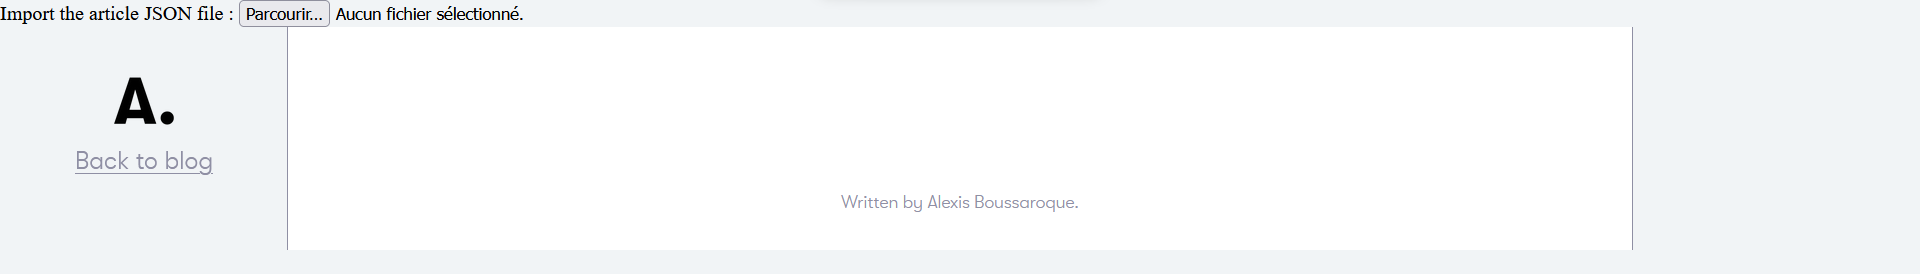 Import the article JSON file : Parcourir... Aucun fichier sélectionné.
A.
Back to blog
Written by Alexis Boussaroque.